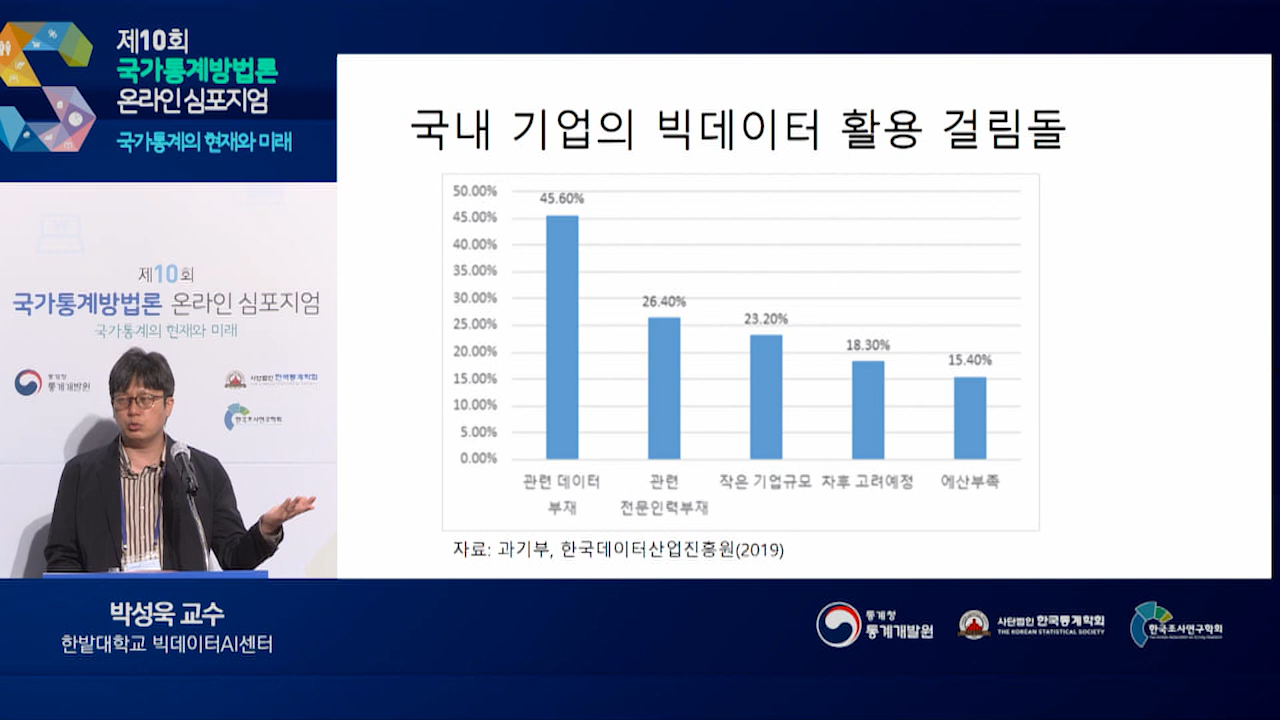 제10회
국가통계방법론
온라인 심포지엄
국가통계의 현재와 미래
제10회
국가통계방법론 온라인 심포지엄
국가통계의 현재와 미래
통계청
통계개발원
사단법인 한국통계학회
한국조사연구학회
국내 기업의 빅데이터 활용 걸림돌
50.00%
45.00%
40.00%
35.00%
30.00%
25.00%
20.00%
15.00%
10.00%
5.00%
0.00%
45.60%
26.40%
23.20%
18.30%
15.40%
관련 데이터
부재
관련
전문인력부재
작은 기업규모
차후 고려예정
에산부족
자료: 과기부, 한국데이터산업진흥원(2019)
박성욱 교수
한밭대학교 빅데이터AI센터
통계청
통계개발원
사단법인 한국통계학회
THE KOREAN STATISTICAL SOCIETY
한국조사연구학회